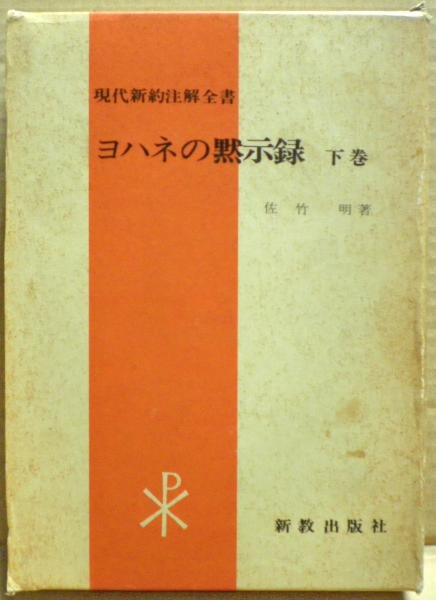 現代新約注解全書
ヨハネの黙示録 下巻
佐竹 明著
新教出版社